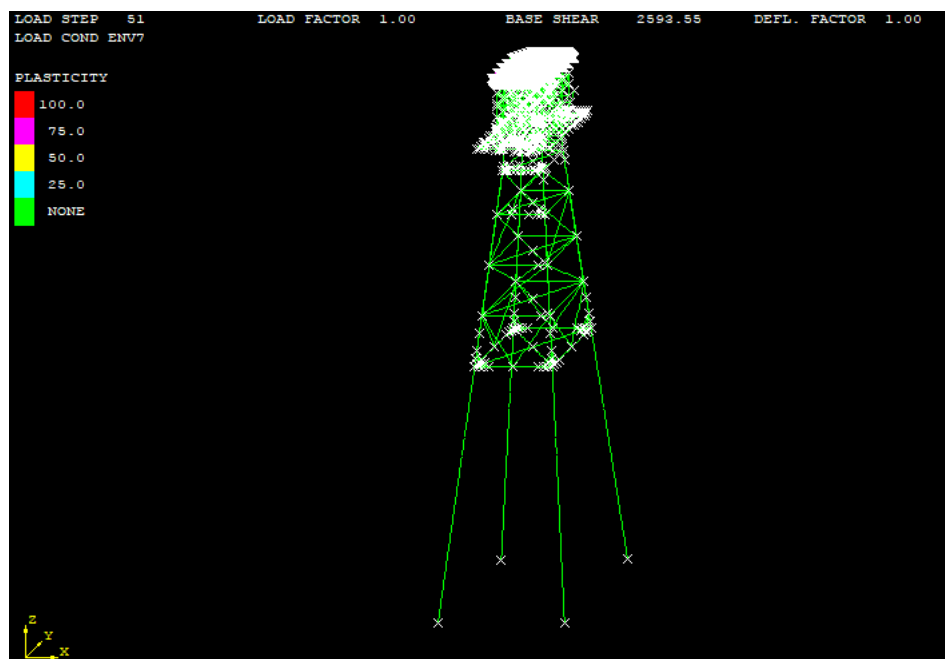 LOAD STEP 51 LOAD FACTOR 1.00 BASE SHEAR 2593.55 DEFL. FACTOR 1.00
LOAD COND ENV7
PLASTICITY
100.0
75.0
50.0
25.0
NONE
Z
Y
X